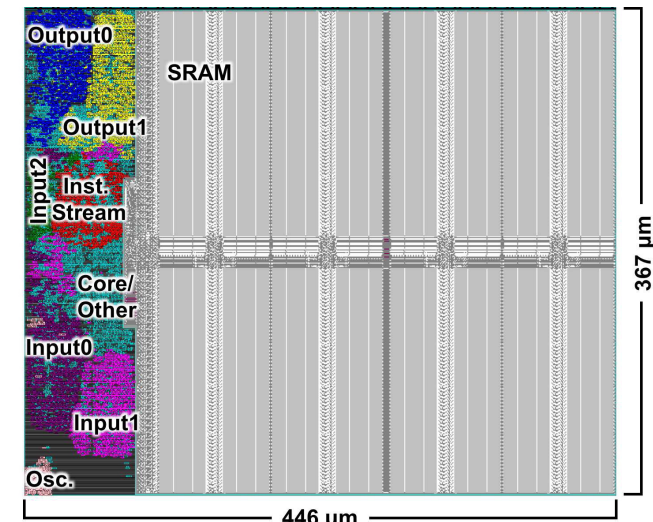 Output0
SRAM
Output1
Input2
Inst.
Stream
Core/
Other
Input0
Input1
Osc.
367 µm
446 µm